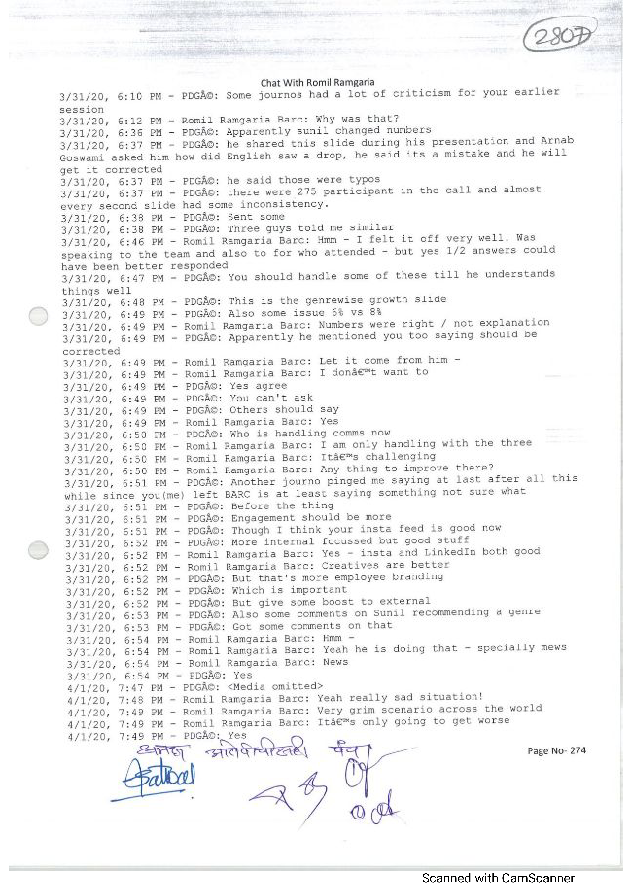 2807
Chat With Romil Ramgaria
3/31/20, 6:10 PM - PDGÃ©: Some journos had a lot of criticism for your earlier
session
3/31/20, 6:12 PM - Romil Ramgaria Barc: Why was that?
3/31/20, 6:36 PM - PDGÃ©: Apparently sunil changed numbers
3/31/20, 6:37 PM - PDGÃ©: he shared this slide during his presentation and Arnab
Goswami asked him how did English saw a drop, he said its a mistake and he will
get it corrected
3/31/20, 6:37 PM - PDGÃ©: he said those were typos
3/31/20, 6:37 PM - PDGÃ©: there were 275 participant in the call and almost
every second slide had some inconsistency.
3/31/20, 6:38 PM - PDGÃ©: Sent some
3/31/20, 6:38 PM - PDGÃ©: Three guys told me similar
3/31/20, 6:46 PM - Romil Ramgaria Barc: Hmm - I felt it off very well. Was
speaking to the team and also to for who attended - but yes 1/2 answers could
have been better responded
3/31/20, 6:47 PM - PDGÃ©: You should handle some of these till he understands
things well
3/31/20, 6:48 PM - PDGÃ©: This is the genrewise growth slide
3/31/20, 6:49 PM - PDGÃ©: Also some issue 6% vs 8%
3/31/20, 6:49 PM - Romil Ramgaria Barc: Numbers were right / not explanation
3/31/20, 6:49 PM - PDGÃ©: Apparently he mentioned you too saying should be
corrected
3/31/20, 6:49 PM - Romil Ramgaria Barc: Let it come from him -
3/31/20, 6:49 PM - Romil Ramgaria Barc: I donâ€™t want to
3/31/20, 6:49 PM - PDGÃ©: Yes agree
3/31/20, 6:49 PM - PDGÃ©: You can't ask
3/31/20, 6:49 PM - PDGÃ©: Others should say
3/31/20, 6:49 PM - Romil Ramgaria Barc: Yes
3/31/20, 6:50 PM - PDGÃ©: Who is handling comms now
3/31/20, 6:50 PM - Romil Ramgaria Barc: I am only handling with the three
3/31/20, 6:50 PM - Romil Ramgaria Barc: Itâ€™s challenging
3/31/20, 6:50 PM - Romil Ramgaria Barc: Any thing to improve there?
3/31/20, 6:51 PM - PDGÃ©: Another journo pinged me saying at last after all this
while since you(me) left BARC is at least saying something not sure what
3/31/20, 6:51 PM - PDGÃ©: Before the thing
3/31/20, 6:51 PM - PDGÃ©: Engagement should be more
3/31/20, 6:51 PM - PDGÃ©: Though I think your insta feed is good now
3/31/20, 6:52 PM - PDGÃ©: More internal focussed but good stuff
3/31/20, 6:52 PM - Romil Ramgaria Barc: Yes - insta and LinkedIn both good
3/31/20, 6:52 PM - Romil Ramgaria Barc: Creatives are better
3/31/20, 6:52 PM - PDGÃ©: But that's more employee branding
3/31/20, 6:52 PM - PDGÃ©: Which is important
3/31/20, 6:52 PM - PDGÃ©: But give some boost to external
3/31/20, 6:53 PM - PDGÃ©: Also some comments on Sunil recommending a genre
3/31/20, 6:53 PM - PDGÃ©: Got some comments on that
3/31/20, 6:54 PM - Romil Ramgaria Barc: Hmm -
3/31/20, 6:54 PM - Romil Ramgaria Barc: Yeah he is doing that - specially mews
3/31/20, 6:54 PM - Romil Ramgaria Barc: News
3/31/20, 6:54 PM - PDGÃ©: Yes
4/1/20, 7:47 PM - PDGÃ©: <Media omitted>
4/1/20, 7:48 PM - Romil Ramgaria Barc: Yeah really sad situation!
4/1/20, 7:49 PM - Romil Ramgaria Barc: Very grim scenario across the world
4/1/20, 7:49 PM - Romil Ramgaria Barc: Itâ€™s only going to get worse
4/1/20, 7:49 PM - PDGÃ©: Yes
पंच
Page No- 274
Scanned with CamScanner